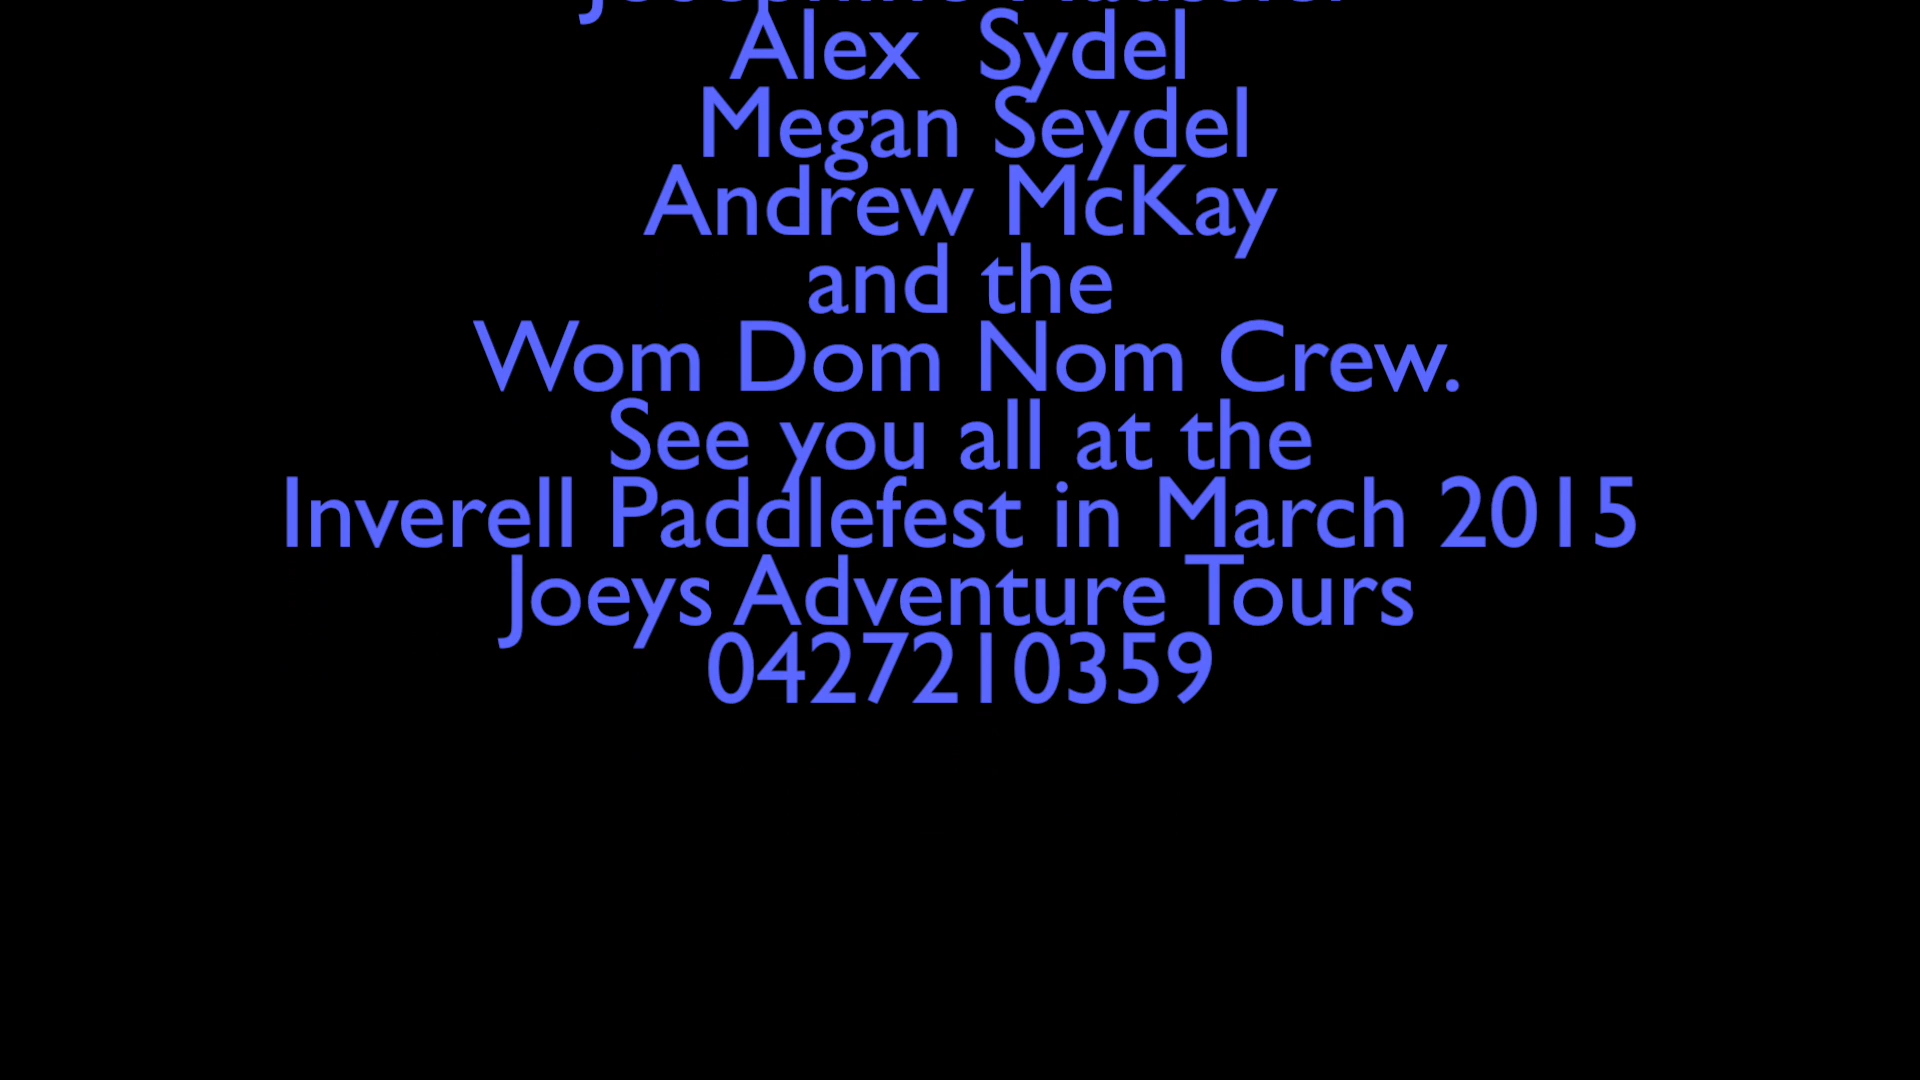 Alex Sydel
Megan Seydel
Andrew McKay
and the
Wom Dom Nom Crew.
See you all at the
Inverell Paddlefest in March 2015
Joeys Adventure Tours
0427210359